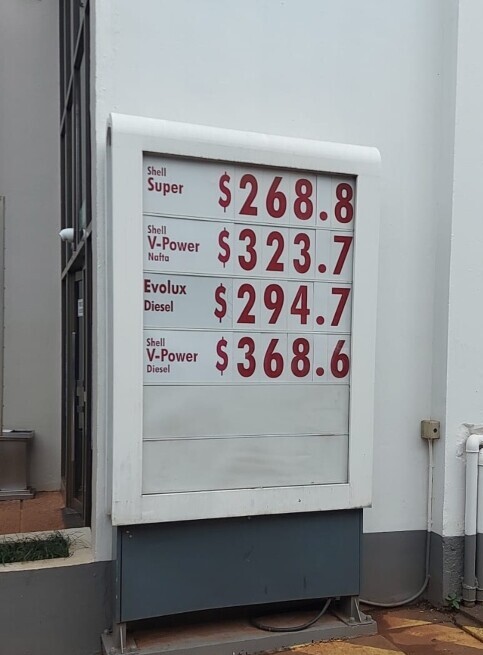 Shell
Super $268.8
Shell
V-Power $323.7
Nafta
Evolux $294.7
Diesel
Shell
V-Power $368.6
Diesel